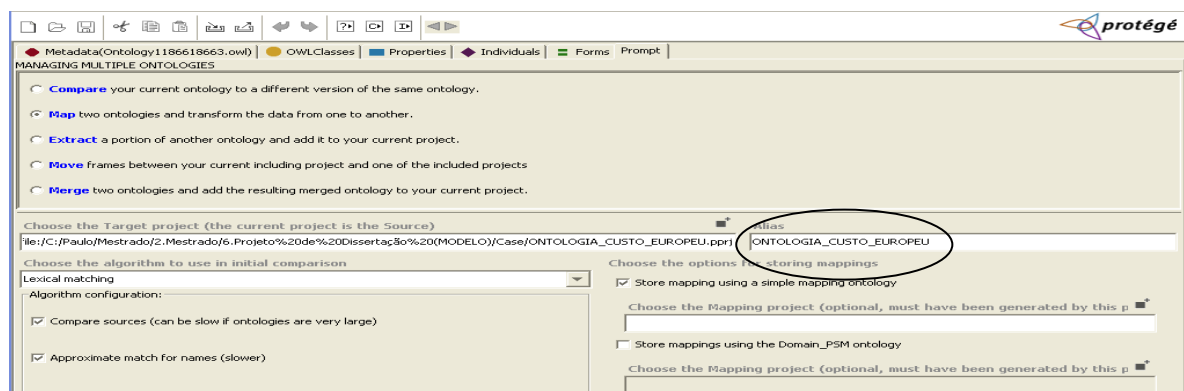 protégé
Metadata(Ontology1186618663.owl) OWLClasses Properties Individuals Forms Prompt
MANAGING MULTIPLE ONTOLOGIES
Compare your current ontology to a different version of the same ontology.
Map two ontologies and transform the data from one to another.
Extract a portion of another ontology and add it to your current project.
Move frames between your current including project and one of the included projects
Merge two ontologies and add the resulting merged ontology to your current project.
Choose the Target project (the current project is the Source) Alias
file:/C:/Paulo/Mestrado/2.Mestrado/6.Projeto%20de%20Dissertação%20(MODELO)/Case/ONTOLOGIA_CUSTO_EUROPEU.pprj ONTOLOGIA_CUSTO_EUROPEU
Choose the algorithm to use in initial comparison Choose the options for storing mappings
Lexical matching Store mapping using a simple mapping ontology
Algorithm configuration:
Choose the Mapping project (optional, must have been generated by this p
Compare sources (can be slow if ontologies are very large)
Store mappings using the Domain_PSM ontology
Approximate match for names (slower)
Choose the Mapping project (optional, must have been generated by this p